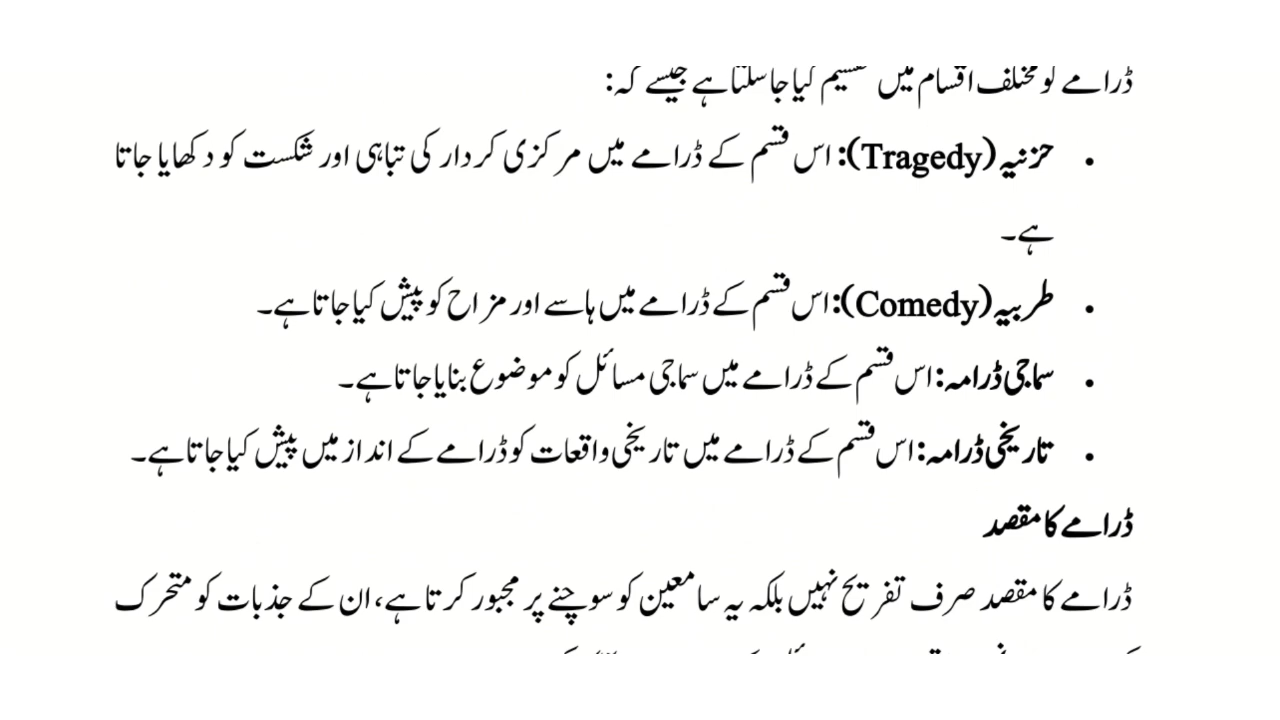 ڈرامے کو مختلف اقسام میں تقسیم کیا جا سکتا ہے جیسے کہ:
• حزنیہ (Tragedy): اس قسم کے ڈرامے میں مرکزی کردار کی تباہی اور شکست کو دکھایا جاتا
ہے۔
• طربیہ (Comedy): اس قسم کے ڈرامے میں ہاسے اور مزاح کو پیش کیا جاتا ہے۔
• سماجی ڈرامہ: اس قسم کے ڈرامے میں سماجی مسائل کو موضوع بنایا جاتا ہے۔
• تاریخی ڈرامہ: اس قسم کے ڈرامے میں تاریخی واقعات کو ڈرامے کے انداز میں پیش کیا جاتا ہے۔
ڈرامے کا مقصد
ڈرامے کا مقصد صرف تفریح نہیں بلکہ یہ سامعین کو سوچنے پر مجبور کرتا ہے، ان کے جذبات کو متحرک